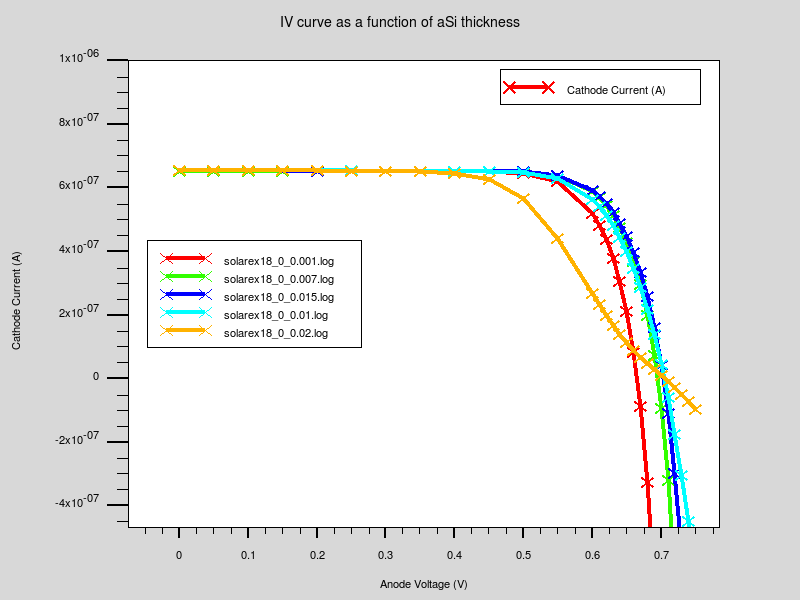 IV curve as a function of aSi thickness
1x10-06
8x10-07
6x10-07
4x10-07
2x10-07
0
-2x10-07
-4x10-07
Cathode Current (A)
Cathode Current (A)
solarex18_0_0.001.log
solarex18_0_0.007.log
solarex18_0_0.015.log
solarex18_0_0.01.log
solarex18_0_0.02.log
0 0.1 0.2 0.3 0.4 0.5 0.6 0.7
Anode Voltage (V)